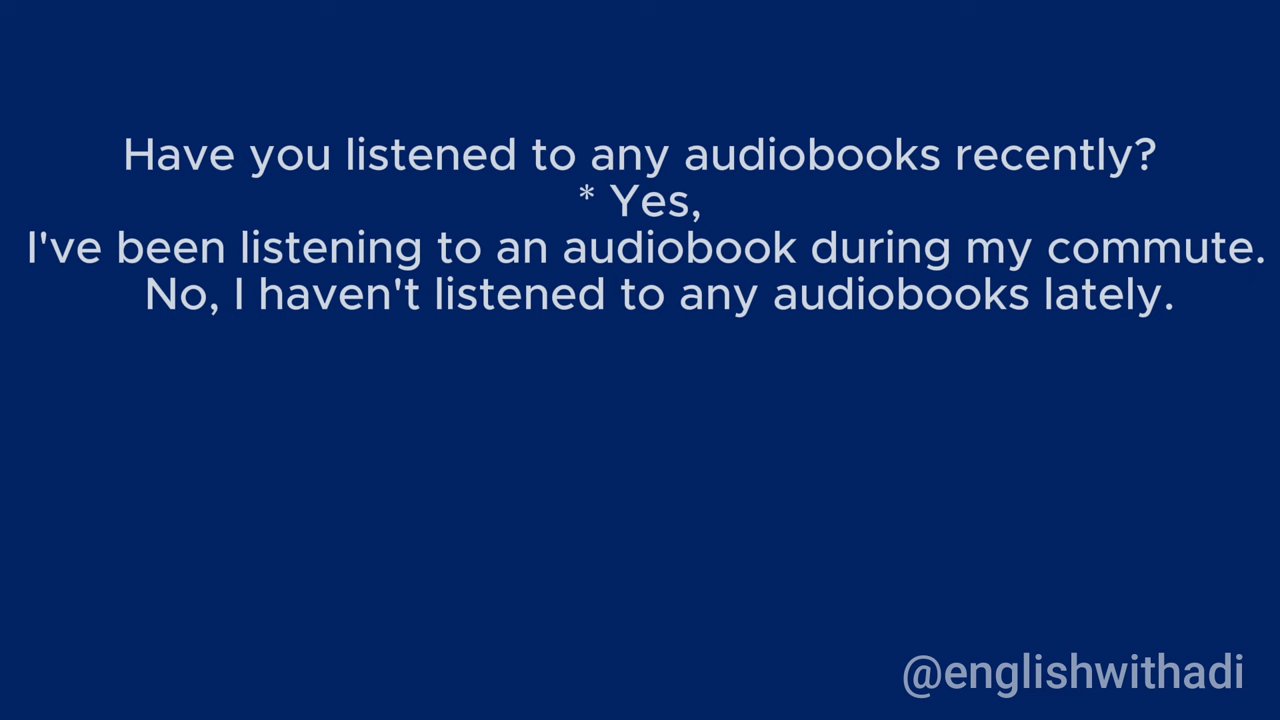 Have you listened to any audiobooks recently?
* Yes,
I've been listening to an audiobook during my commute.
No, I haven't listened to any audiobooks lately.
@englishwithadi